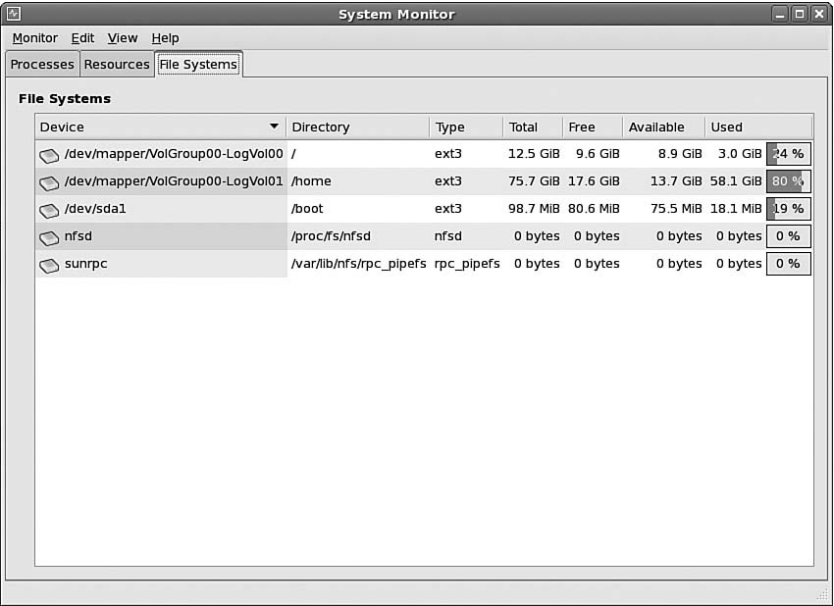 System Monitor
Monitor Edit View Help
Processes Resources File Systems
File Systems
Device Directory Type Total Free Available Used
/dev/mapper/VolGroup00-LogVol00 / ext3 12.5 GiB 9.6 GiB 8.9 GiB 3.0 GiB 24 %
/dev/mapper/VolGroup00-LogVol01 /home ext3 75.7 GiB 17.6 GiB 13.7 GiB 58.1 GiB 80 %
/dev/sda1 /boot ext3 98.7 MiB 80.6 MiB 75.5 MiB 18.1 MiB 19 %
nfsd /proc/fs/nfsd nfsd 0 bytes 0 bytes 0 bytes 0 bytes 0 %
sunrpc /var/lib/nfs/rpc_pipefs rpc_pipefs 0 bytes 0 bytes 0 bytes 0 bytes 0 %